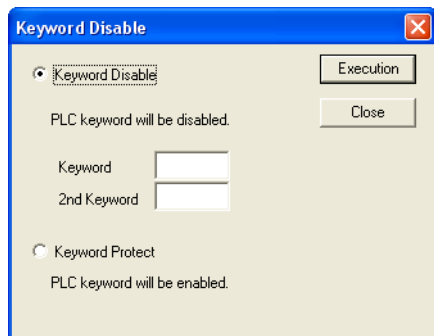 Keyword Disable
Keyword Disable
Execution
PLC keyword will be disabled.
Close
Keyword
2nd Keyword
Keyword Protect
PLC keyword will be enabled.